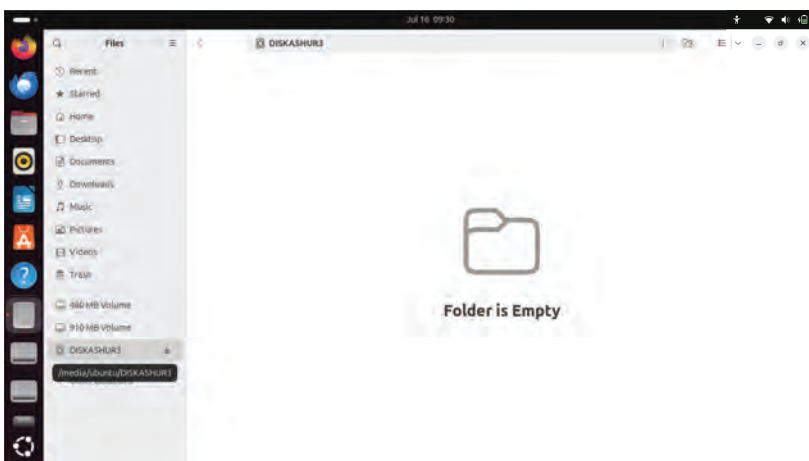 Jul 16 09:30
Files
DISKASHUR3
Recent
Starred
Home
Desktop
Documents
Downloads
Music
Pictures
Videos
Trash
Folder is Empty
480 MB Volume
910 MB Volume
DISKASHUR3
/media/ubuntu/DISKASHUR3